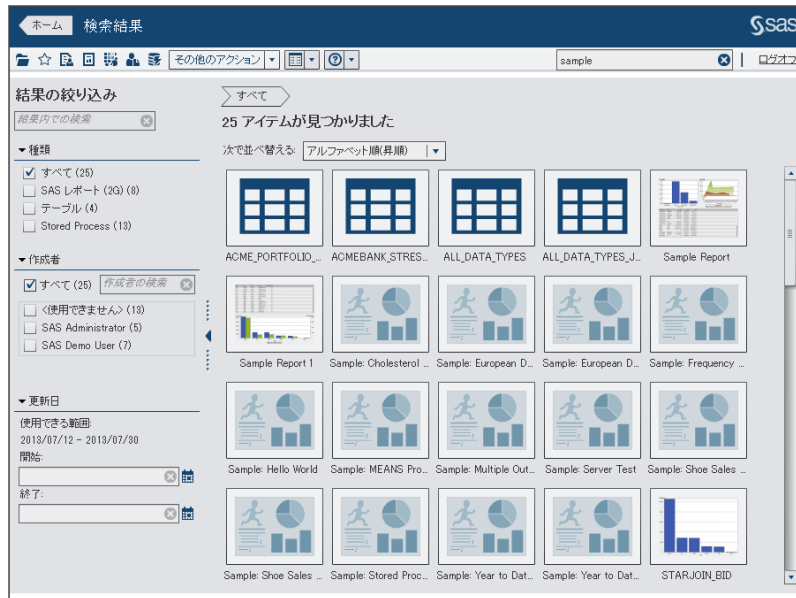 ホーム 検索結果 sas
その他のアクション sample ログオフ
結果の絞り込み
結果内での検索
▼種類
すべて (25)
SAS レポート (2G) (8)
テーブル (4)
Stored Process (13)
▼作成者
すべて (25) 作成者の検索
<使用できません> (13)
SAS Administrator (5)
SAS Demo User (7)
▼更新日
使用できる範囲:
2013/07/12 - 2013/07/30
開始:
終了:
すべて
25 アイテムが見つかりました
次で並べ替える: アルファベット順(昇順)
ACME_PORTFOLIO_... ACMEBANK_STRES... ALL_DATA_TYPES ALL_DATA_TYPES_J... Sample Report
Sample Report 1 Sample: Cholesterol ... Sample: European D... Sample: European D... Sample: Frequency ...
Sample: Hello World Sample: MEANS Pro... Sample: Multiple Out... Sample: Server Test Sample: Shoe Sales ...
Sample: Shoe Sales ... Sample: Stored Proc... Sample: Year to Dat... Sample: Year to Dat... STARJOIN_BID